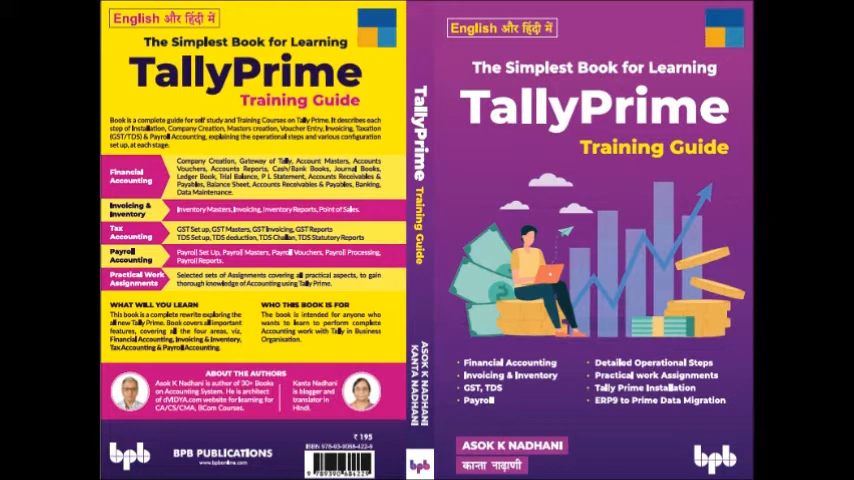 English और हिंदी में
The Simplest Book for Learning
TallyPrime
Training Guide
Book is a complete guide for self study and Training Courses on Tally Prime. It describes each
step of Installation, Company Creation, Masters creation, Voucher Entry, Invoicing, Taxation
(GST/TDS) & Payroll Accounting, explaining the operational steps and various configuration
set up, at each stage.
Financial
Accounting
Company Creation, Gateway of Tally, Account Masters, Accounts
Vouchers, Accounts Reports, Cash/Bank Books, Journal Books,
Ledger Book, Trial Balance, P L Statement, Accounts Receivables &
Payables, Balance Sheet, Accounts Receivables & Payables, Banking,
Data Maintenance.
Invoicing &
Inventory
Inventory Masters, Invoicing, Inventory Reports, Point of Sales.
Tax
Accounting
GST Set up, GST Masters, GST Invoicing, GST Reports
TDS Set up, TDS deduction, TDS Challan, TDS Statutory Reports
Payroll
Accounting
Payroll Set Up, Payroll Masters, Payroll Vouchers, Payroll Processing,
Payroll Reports.
Practical Work
Assignments
Selected sets of Assignments covering all practical aspects, to gain
thorough knowledge of Accounting using Tally Prime.
WHAT WILL YOU LEARN
This book is a complete rewrite exploring the
all new Tally Prime. Book covers all important
features, covering all the four areas, viz,
Financial Accounting, Invoicing & Inventory,
Tax Accounting & Payroll Accounting.
WHO THIS BOOK IS FOR
The book is intended for anyone who
wants to learn to perform complete
Accounting work with Tally in Business
Organisation.
ABOUT THE AUTHORS
Asok K Nadhani is author of 30+ Books
on Accounting System. He is architect
of dVIDYA.com website for learning for
CA/CS/CMA, BCom Courses.
Kanta Nadhani
is blogger and
translator in
Hindi.
bpb
BPB PUBLICATIONS
www.bpbonline.com
₹ 195
ISBN 978-93-9068-422-9
9 789390 684229
TallyPrime Training Guide
ASOK K NADHANI
KANTA NADHANI
bpb
English और हिंदी में
The Simplest Book for Learning
TallyPrime
Training Guide
• Financial Accounting
• Invoicing & Inventory
• GST, TDS
• Payroll
• Detailed Operational Steps
• Practical work Assignments
• Tally Prime Installation
• ERP9 to Prime Data Migration
ASOK K NADHANI
कान्ता नाढ़ाणी
bpb